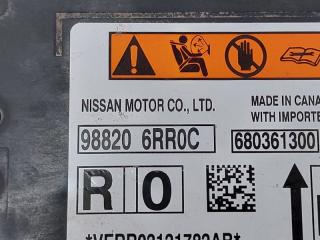 NISSAN MOTOR CO., LTD.
MADE IN CANA
WITH IMPORTE
98820 6RR0C
680361300
R 0